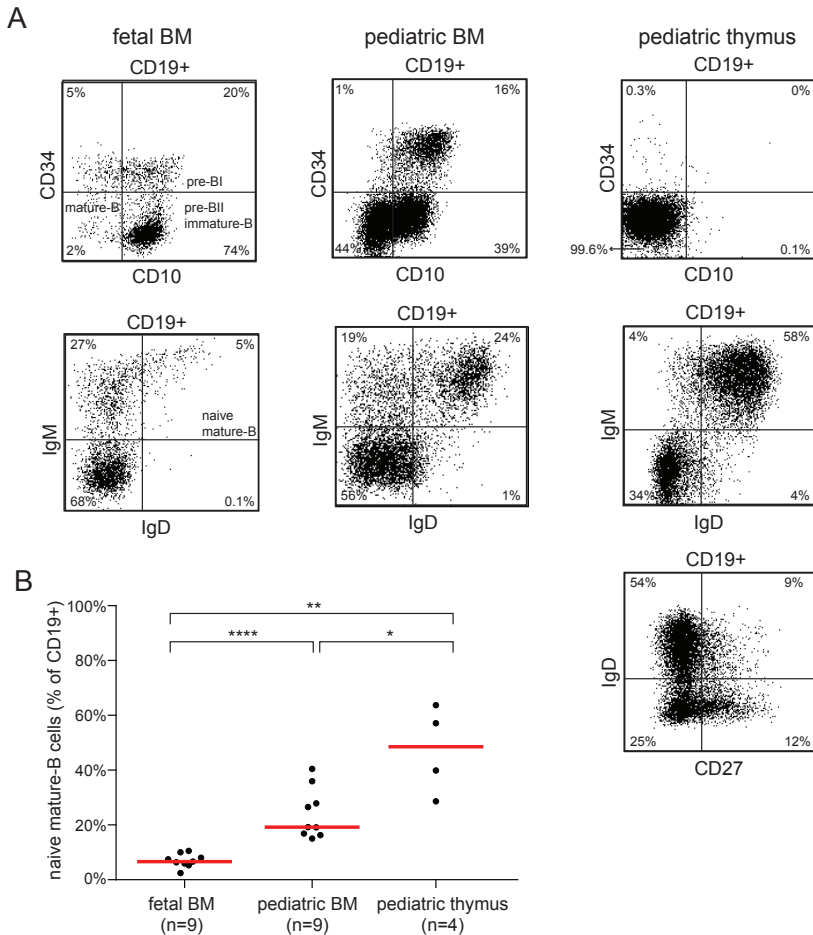 A
fetal BM
pediatric BM
pediatric thymus
CD19+
CD19+
CD19+
5%
20%
1%
16%
0.3%
0%
CD34
CD34
CD34
pre-BI
mature-B
pre-BII
immature-B
2%
74%
44%
39%
99.6%
0.1%
CD10
CD10
CD10
CD19+
CD19+
CD19+
27%
5%
19%
24%
4%
58%
IgM
IgM
IgM
naive
mature-B
68%
0.1%
56%
1%
34%
4%
IgD
IgD
IgD
CD19+
54%
9%
IgD
25%
12%
CD27
B
naive mature-B cells (% of CD19+)
100%
80%
60%
40%
20%
0%
**
****
*
fetal BM
(n=9)
pediatric BM
(n=9)
pediatric thymus
(n=4)